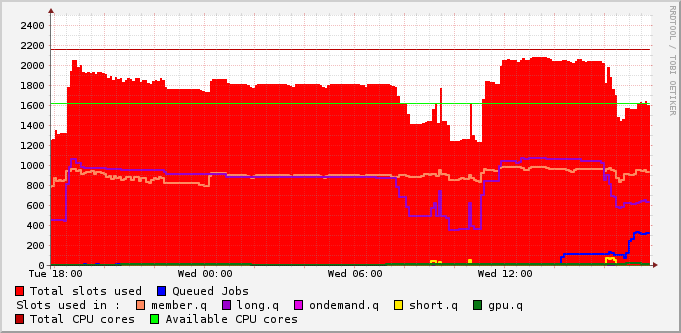 2400
2200
2000
1800
1600
1400
1200
1000
800
600
400
200
0
Tue 18:00 Wed 00:00 Wed 06:00 Wed 12:00
Total slots used Queued Jobs
Slots used in : member.q long.q ondemand.q short.q gpu.q
Total CPU cores Available CPU cores
RRDTOOL / TOBI OETIKER